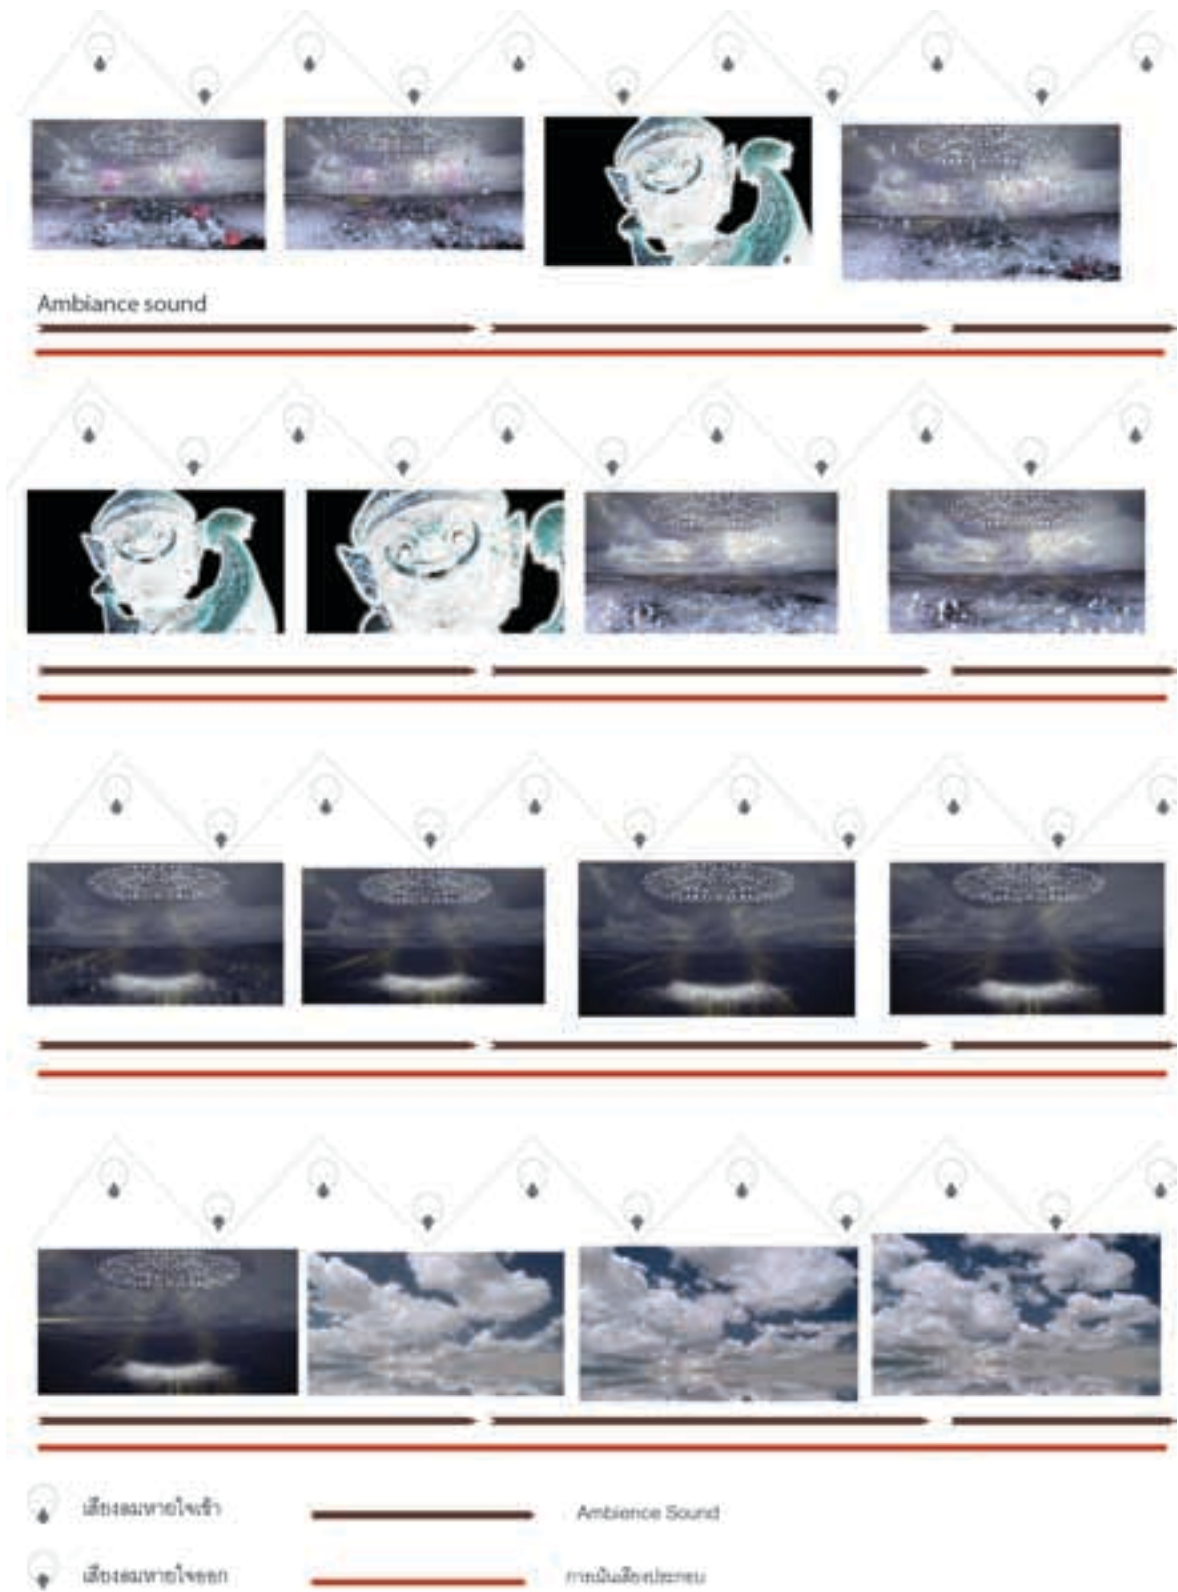 Ambiance sound
เสียงลมหายใจเข้า
Ambience Sound
เสียงลมหายใจออก